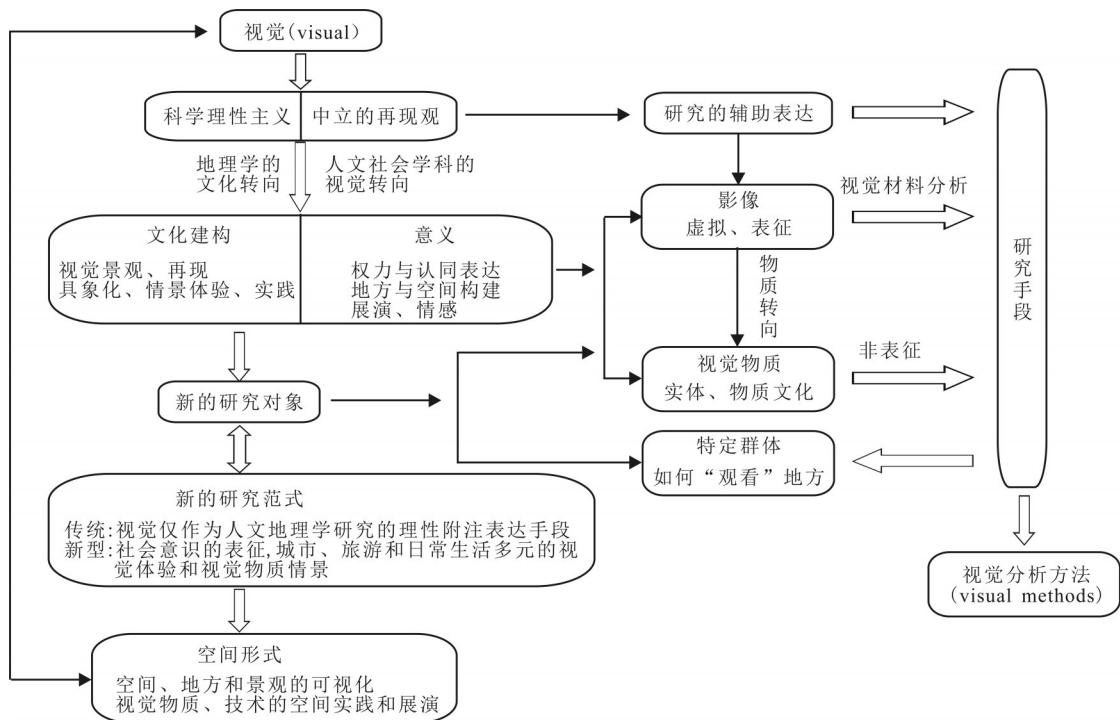 视觉(visual)
科学理性主义 中立的再现观
研究的辅助表达
地理学的
文化转向
人文社会学科的
视觉转向
影像
虚拟、表征
视觉材料分析
文化建构
视觉景观、再现
具象化、情景体验、实践
意义
权力与认同表达
地方与空间构建
展演、情感
物质转向
研究手段
视觉物质
实体、物质文化
非表征
新的研究对象
特定群体
如何“观看”地方
新的研究范式
传统:视觉仅作为人文地理学研究的理性附注表达手段
新型:社会意识的表征,城市、旅游和日常生活多元的视
觉体验和视觉物质情景
视觉分析方法
(visual methods)
空间形式
空间、地方和景观的可视化
视觉物质、技术的空间实践和展演